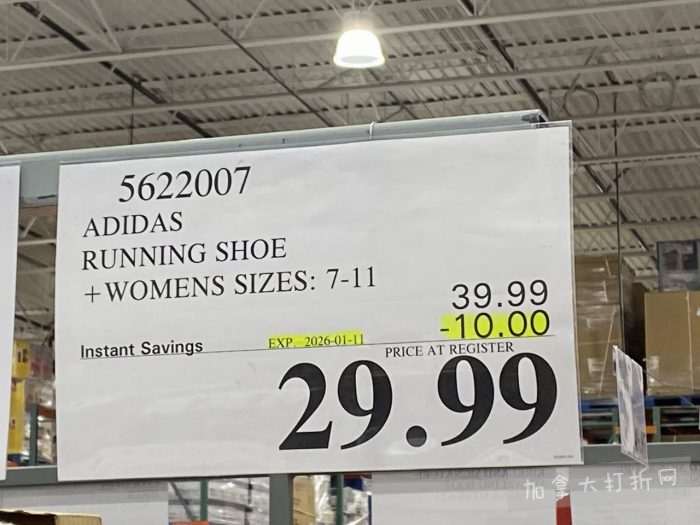 5622007
ADIDAS
RUNNING SHOE
+WOMENS SIZES: 7-11
39.99
Instant Savings EXP. 2026-01-11 -10.00
PRICE AT REGISTER
29.99
加拿大打折网